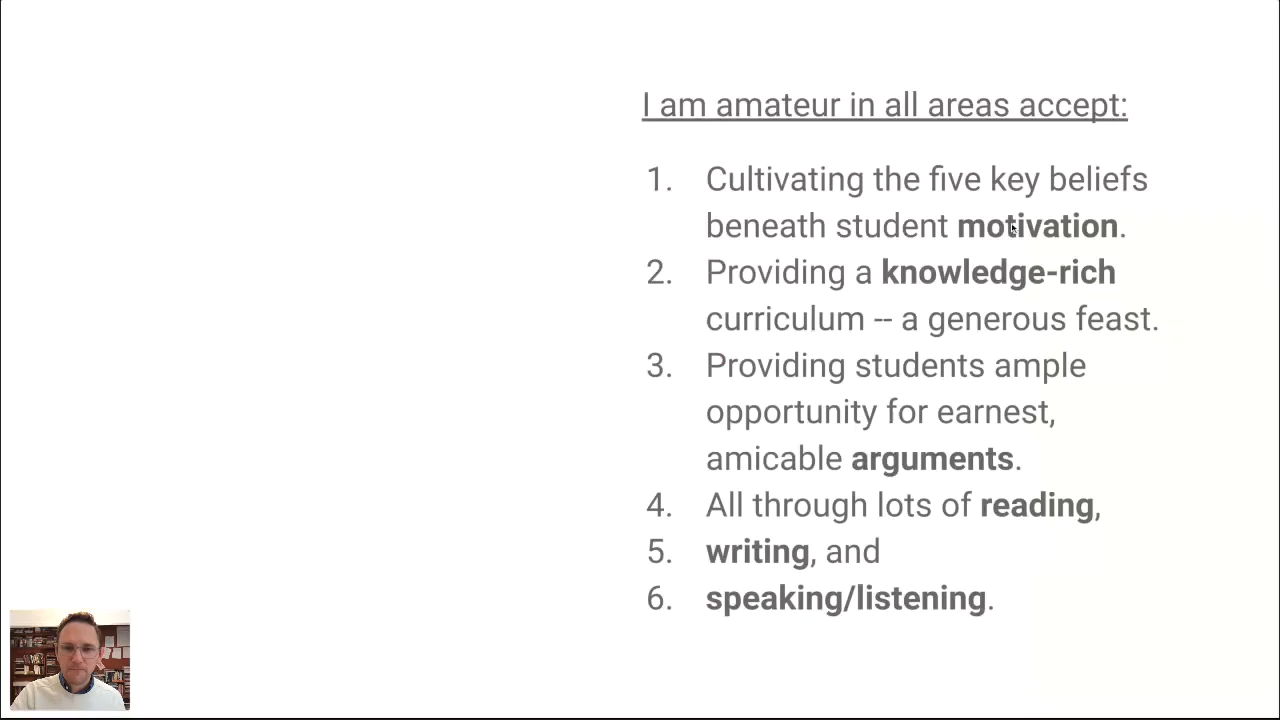 I am amateur in all areas accept:
1. Cultivating the five key beliefs
beneath student motivation.
2. Providing a knowledge-rich
curriculum -- a generous feast.
3. Providing students ample
opportunity for earnest,
amicable arguments.
4. All through lots of reading,
5. writing, and
6. speaking/listening.